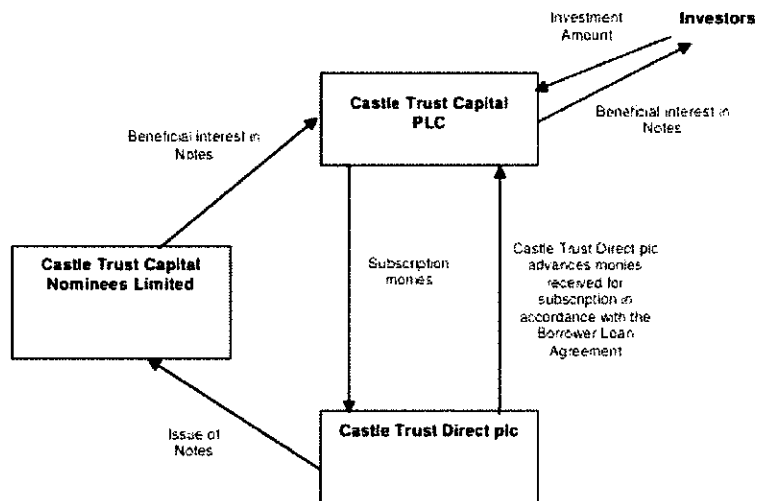 Investment
Amount
Investors
Castle Trust Capital
PLC
Beneficial interest in
Notes
Beneficial interest in
Notes
Castle Trust Capital
Nominees Limited
Subscription
monies
Castle Trust Direct plc
advances monies
received for
subscription in
accordance with the
Borrower Loan
Agreement
Issue of
Notes
Castle Trust Direct plc